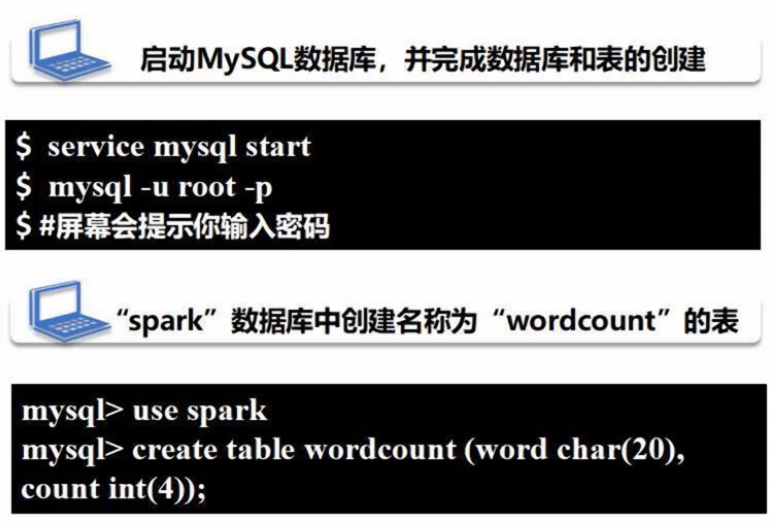 启动MySQL数据库，并完成数据库和表的创建
$ service mysql start
$ mysql -u root -p
$ #屏幕会提示你输入密码
“spark”数据库中创建名称为“wordcount”的表
mysql> use spark
mysql> create table wordcount (word char(20),
count int(4));